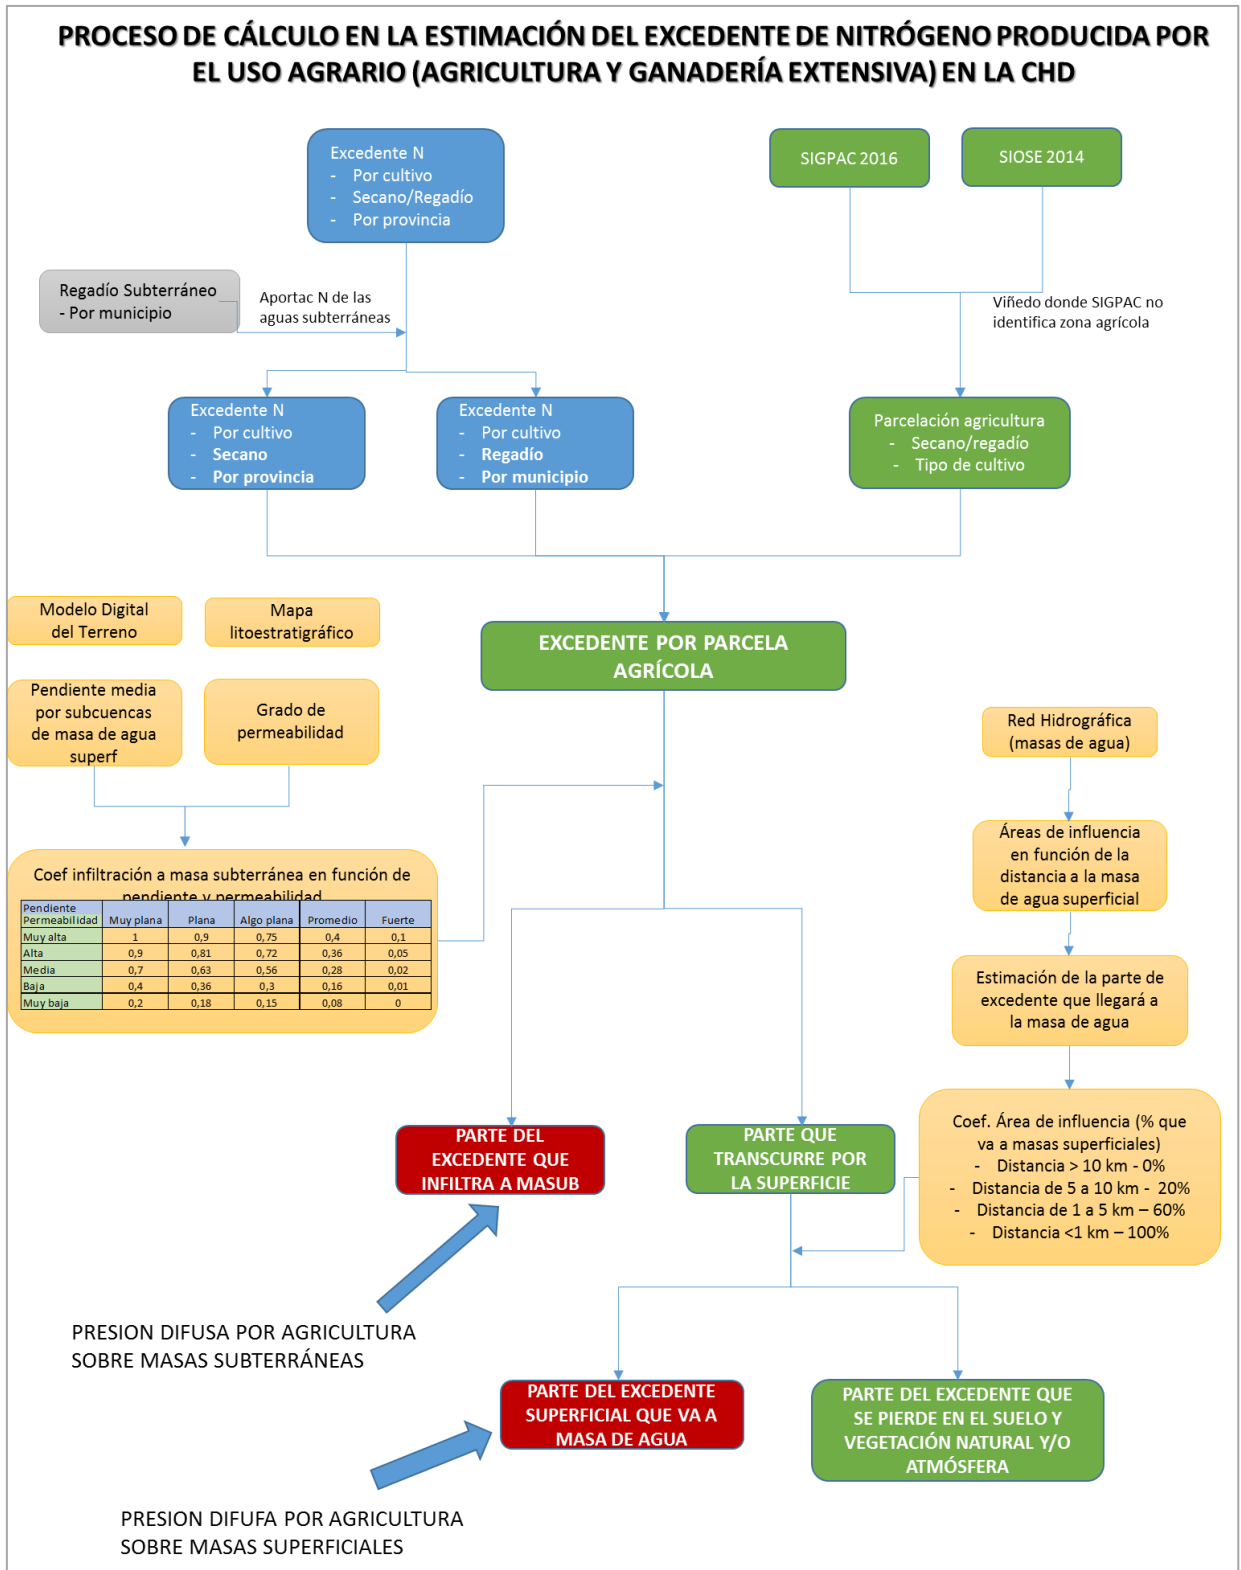 PROCESO DE CÁLCULO EN LA ESTIMACIÓN DEL EXCEDENTE DE NITRÓGENO PRODUCIDA POR
EL USO AGRARIO (AGRICULTURA Y GANADERÍA EXTENSIVA) EN LA CHD
Excedente N
- Por cultivo
- Secano/Regadío
- Por provincia
SIGPAC 2016
SIOSE 2014
Regadío Subterráneo
- Por municipio
Aportac N de las
aguas subterráneas
Viñedo donde SIGPAC no
identifica zona agrícola
Excedente N
- Por cultivo
- Secano
- Por provincia
Excedente N
- Por cultivo
- Regadío
- Por municipio
Parcelación agricultura
- Secano/regadío
- Tipo de cultivo
Modelo Digital
del Terreno
Mapa
litoestratigráfico
EXCEDENTE POR PARCELA
AGRÍCOLA
Pendiente media
por subcuencas
de masa de agua
superf
Grado de
permeabilidad
Red Hidrográfica
(masas de agua)
Áreas de influencia
en función de la
distancia a la masa
de agua superficial
Coef infiltración a masa subterránea en función de
pendiente y permeabilidad
Pendiente
Permeabilidad Muy plana Plana Algo plana Promedio Fuerte
Muy alta 1 0,9 0,75 0,4 0,1
Alta 0,9 0,81 0,72 0,36 0,05
Media 0,7 0,63 0,56 0,28 0,02
Baja 0,4 0,36 0,3 0,16 0,01
Muy baja 0,2 0,18 0,15 0,08 0
Estimación de la parte de
excedente que llegará a
la masa de agua
Coef. Área de influencia (% que
va a masas superficiales)
- Distancia > 10 km - 0%
- Distancia de 5 a 10 km - 20%
- Distancia de 1 a 5 km – 60%
- Distancia <1 km – 100%
PARTE DEL
EXCEDENTE QUE
INFILTRA A MASUB
PARTE QUE
TRANSCURRE POR
LA SUPERFICIE
PRESION DIFUSA POR AGRICULTURA
SOBRE MASAS SUBTERRÁNEAS
PARTE DEL EXCEDENTE
SUPERFICIAL QUE VA A
MASA DE AGUA
PARTE DEL EXCEDENTE QUE
SE PIERDE EN EL SUELO Y
VEGETACIÓN NATURAL Y/O
ATMÓSFERA
PRESION DIFUFA POR AGRICULTURA
SOBRE MASAS SUPERFICIALES